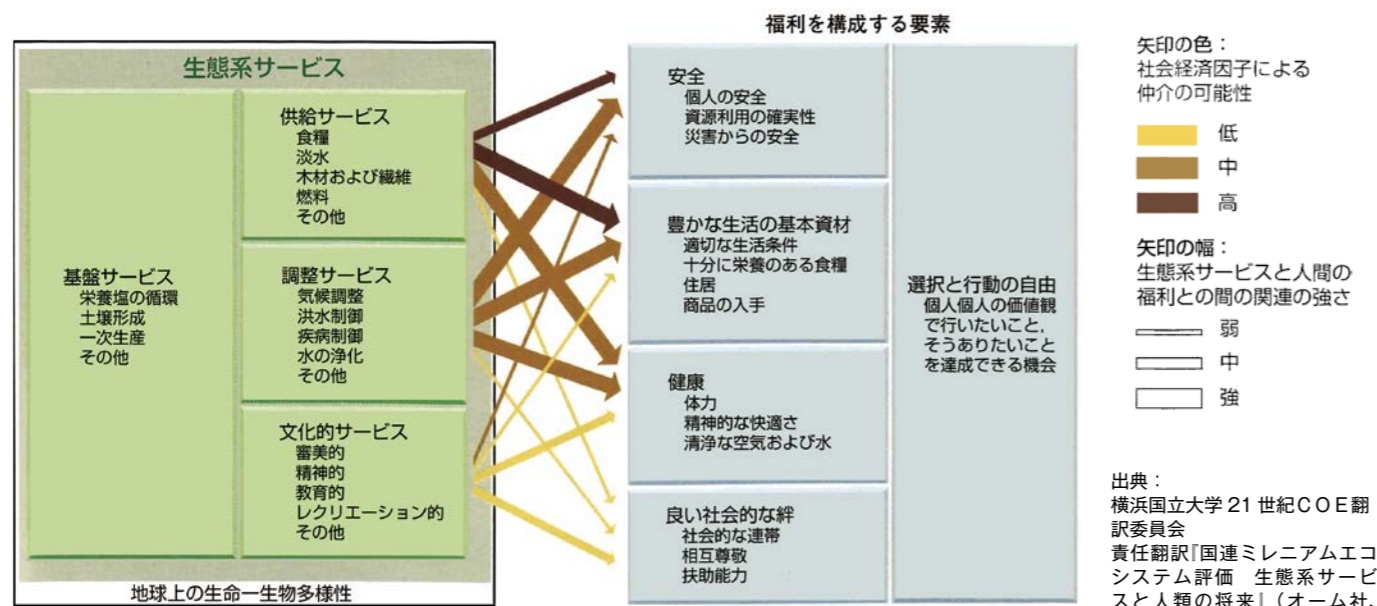 福利を構成する要素
生態系サービス
基盤サービス
栄養塩の循環
土壌形成
一次生産
その他
供給サービス
食糧
淡水
木材および繊維
燃料
その他
調整サービス
気候調整
洪水制御
疾病制御
水の浄化
その他
文化的サービス
審美的
精神的
教育的
レクリエーション的
その他
地球上の生命ー生物多様性
安全
個人の安全
資源利用の確実性
災害からの安全
豊かな生活の基本資材
適切な生活条件
十分に栄養のある食糧
住居
商品の入手
健康
体力
精神的な快適さ
清浄な空気および水
良い社会的な絆
社会的な連帯
相互尊敬
扶助能力
選択と行動の自由
個人個人の価値観
で行いたいこと,
そうありたいこと
を達成できる機会
矢印の色：
社会経済因子による
仲介の可能性
低
中
高
矢印の幅：
生態系サービスと人間の
福利との間の関連の強さ
弱
中
強
出典：
横浜国立大学 21 世紀ＣＯＥ翻
訳委員会
責任翻訳『国連ミレニアムエコ
システム評価　生態系サービ
スと人類の将来』（オーム社,